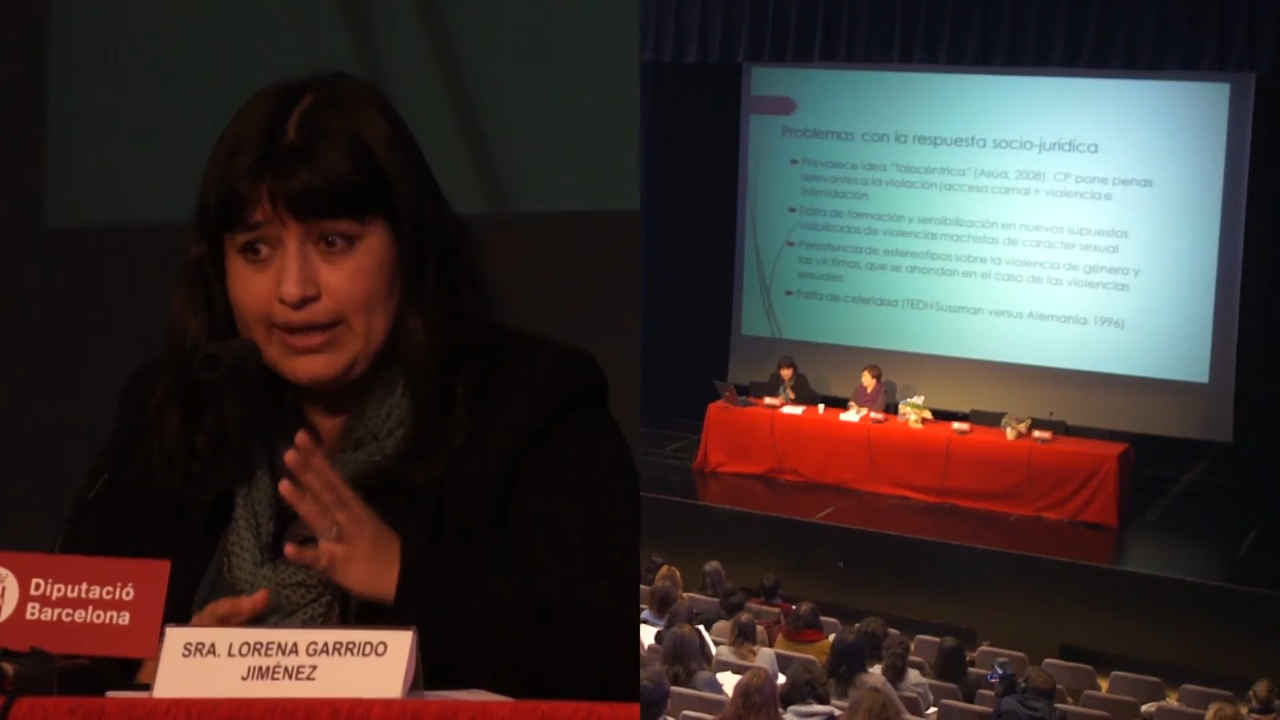 Diputació
Barcelona
SRA. LORENA GARRIDO
JIMÉNEZ
Problemas con la respuesta socio-jurídica
Prevalece idea "falocéntrica" (Asúa; 2008). CP pone penas
relevantes a la violación (acceso carnal + violencia e
intimidación
Falta de formación y sensibilización en nuevos supuestos
visibilizados de violencias machistas de carácter sexual
Persistencia de estereotipos sobre la violencia de género y
las víctimas, que se ahondan en el caso de las violencias
sexuales
Falta de celeridad (TEDH Sussman versus Alemania; 1996)